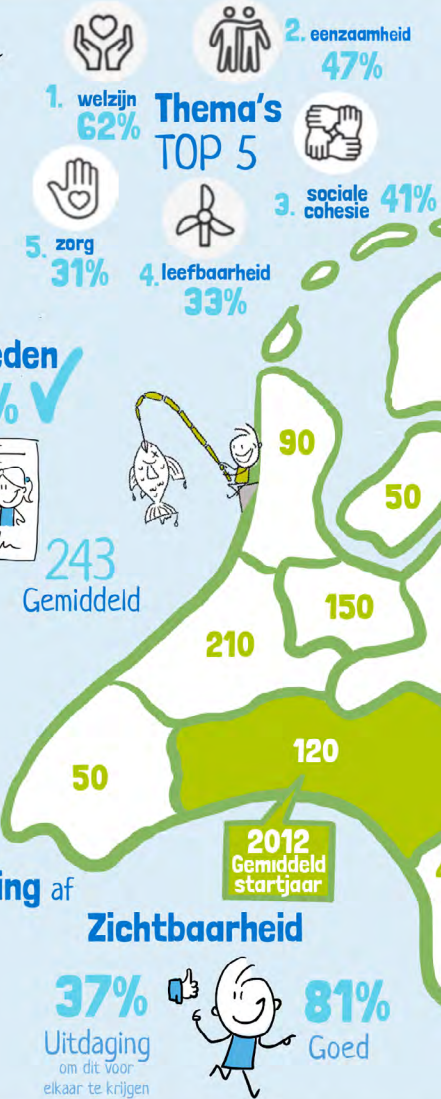 1. welzijn
62%
Thema's
TOP 5
2. eenzaamheid
47%
3. sociale
cohesie 41%
4. leefbaarheid
33%
5. zorg
31%
eden
%
90
50
243
Gemiddeld
150
210
120
50
2012
Gemiddeld
startjaar
ing af
Zichtbaarheid
37%
Uitdaging
om dit voor
elkaar te krijgen
81%
Goed